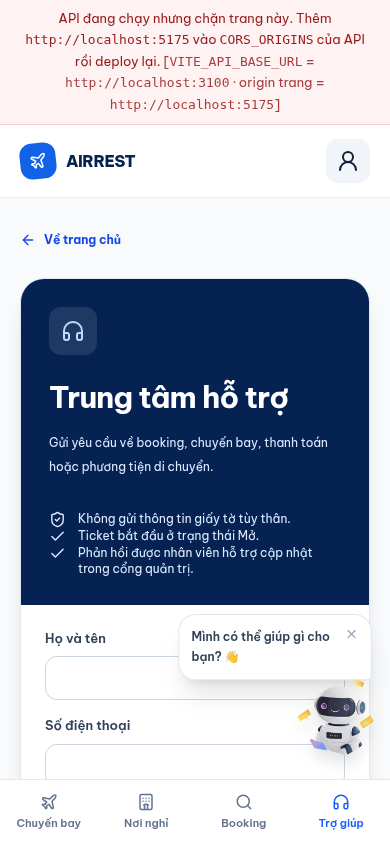 API đang chạy nhưng chặn trang này. Thêm
http://localhost:5175 vào CORS_ORIGINS của API
rồi deploy lại. [VITE_API_BASE_URL =
http://localhost:3100 · origin trang =
http://localhost:5175]
AIRREST
Về trang chủ
Trung tâm hỗ trợ
Gửi yêu cầu về booking, chuyến bay, thanh toán
hoặc phương tiện di chuyển.
Không gửi thông tin giấy tờ tùy thân.
Ticket bắt đầu ở trạng thái Mở.
Phản hồi được nhân viên hỗ trợ cập nhật
trong cổng quản trị.
Họ và tên
Mình có thể giúp gì cho
bạn? 👋
Số điện thoại
Chuyến bay
Nơi nghỉ
Booking
Trợ giúp